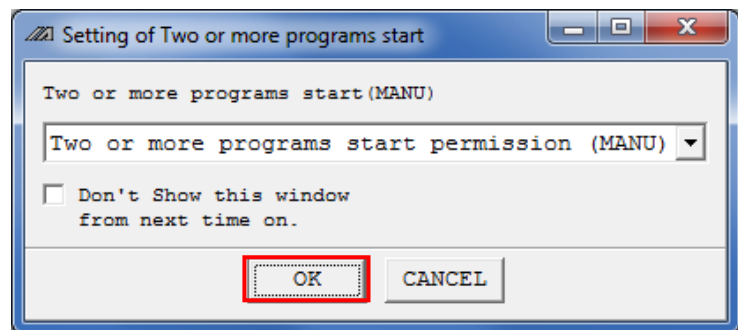 Setting of Two or more programs start
Two or more programs start(MANU)
Two or more programs start permission (MANU)
Don't Show this window
from next time on.
OK CANCEL